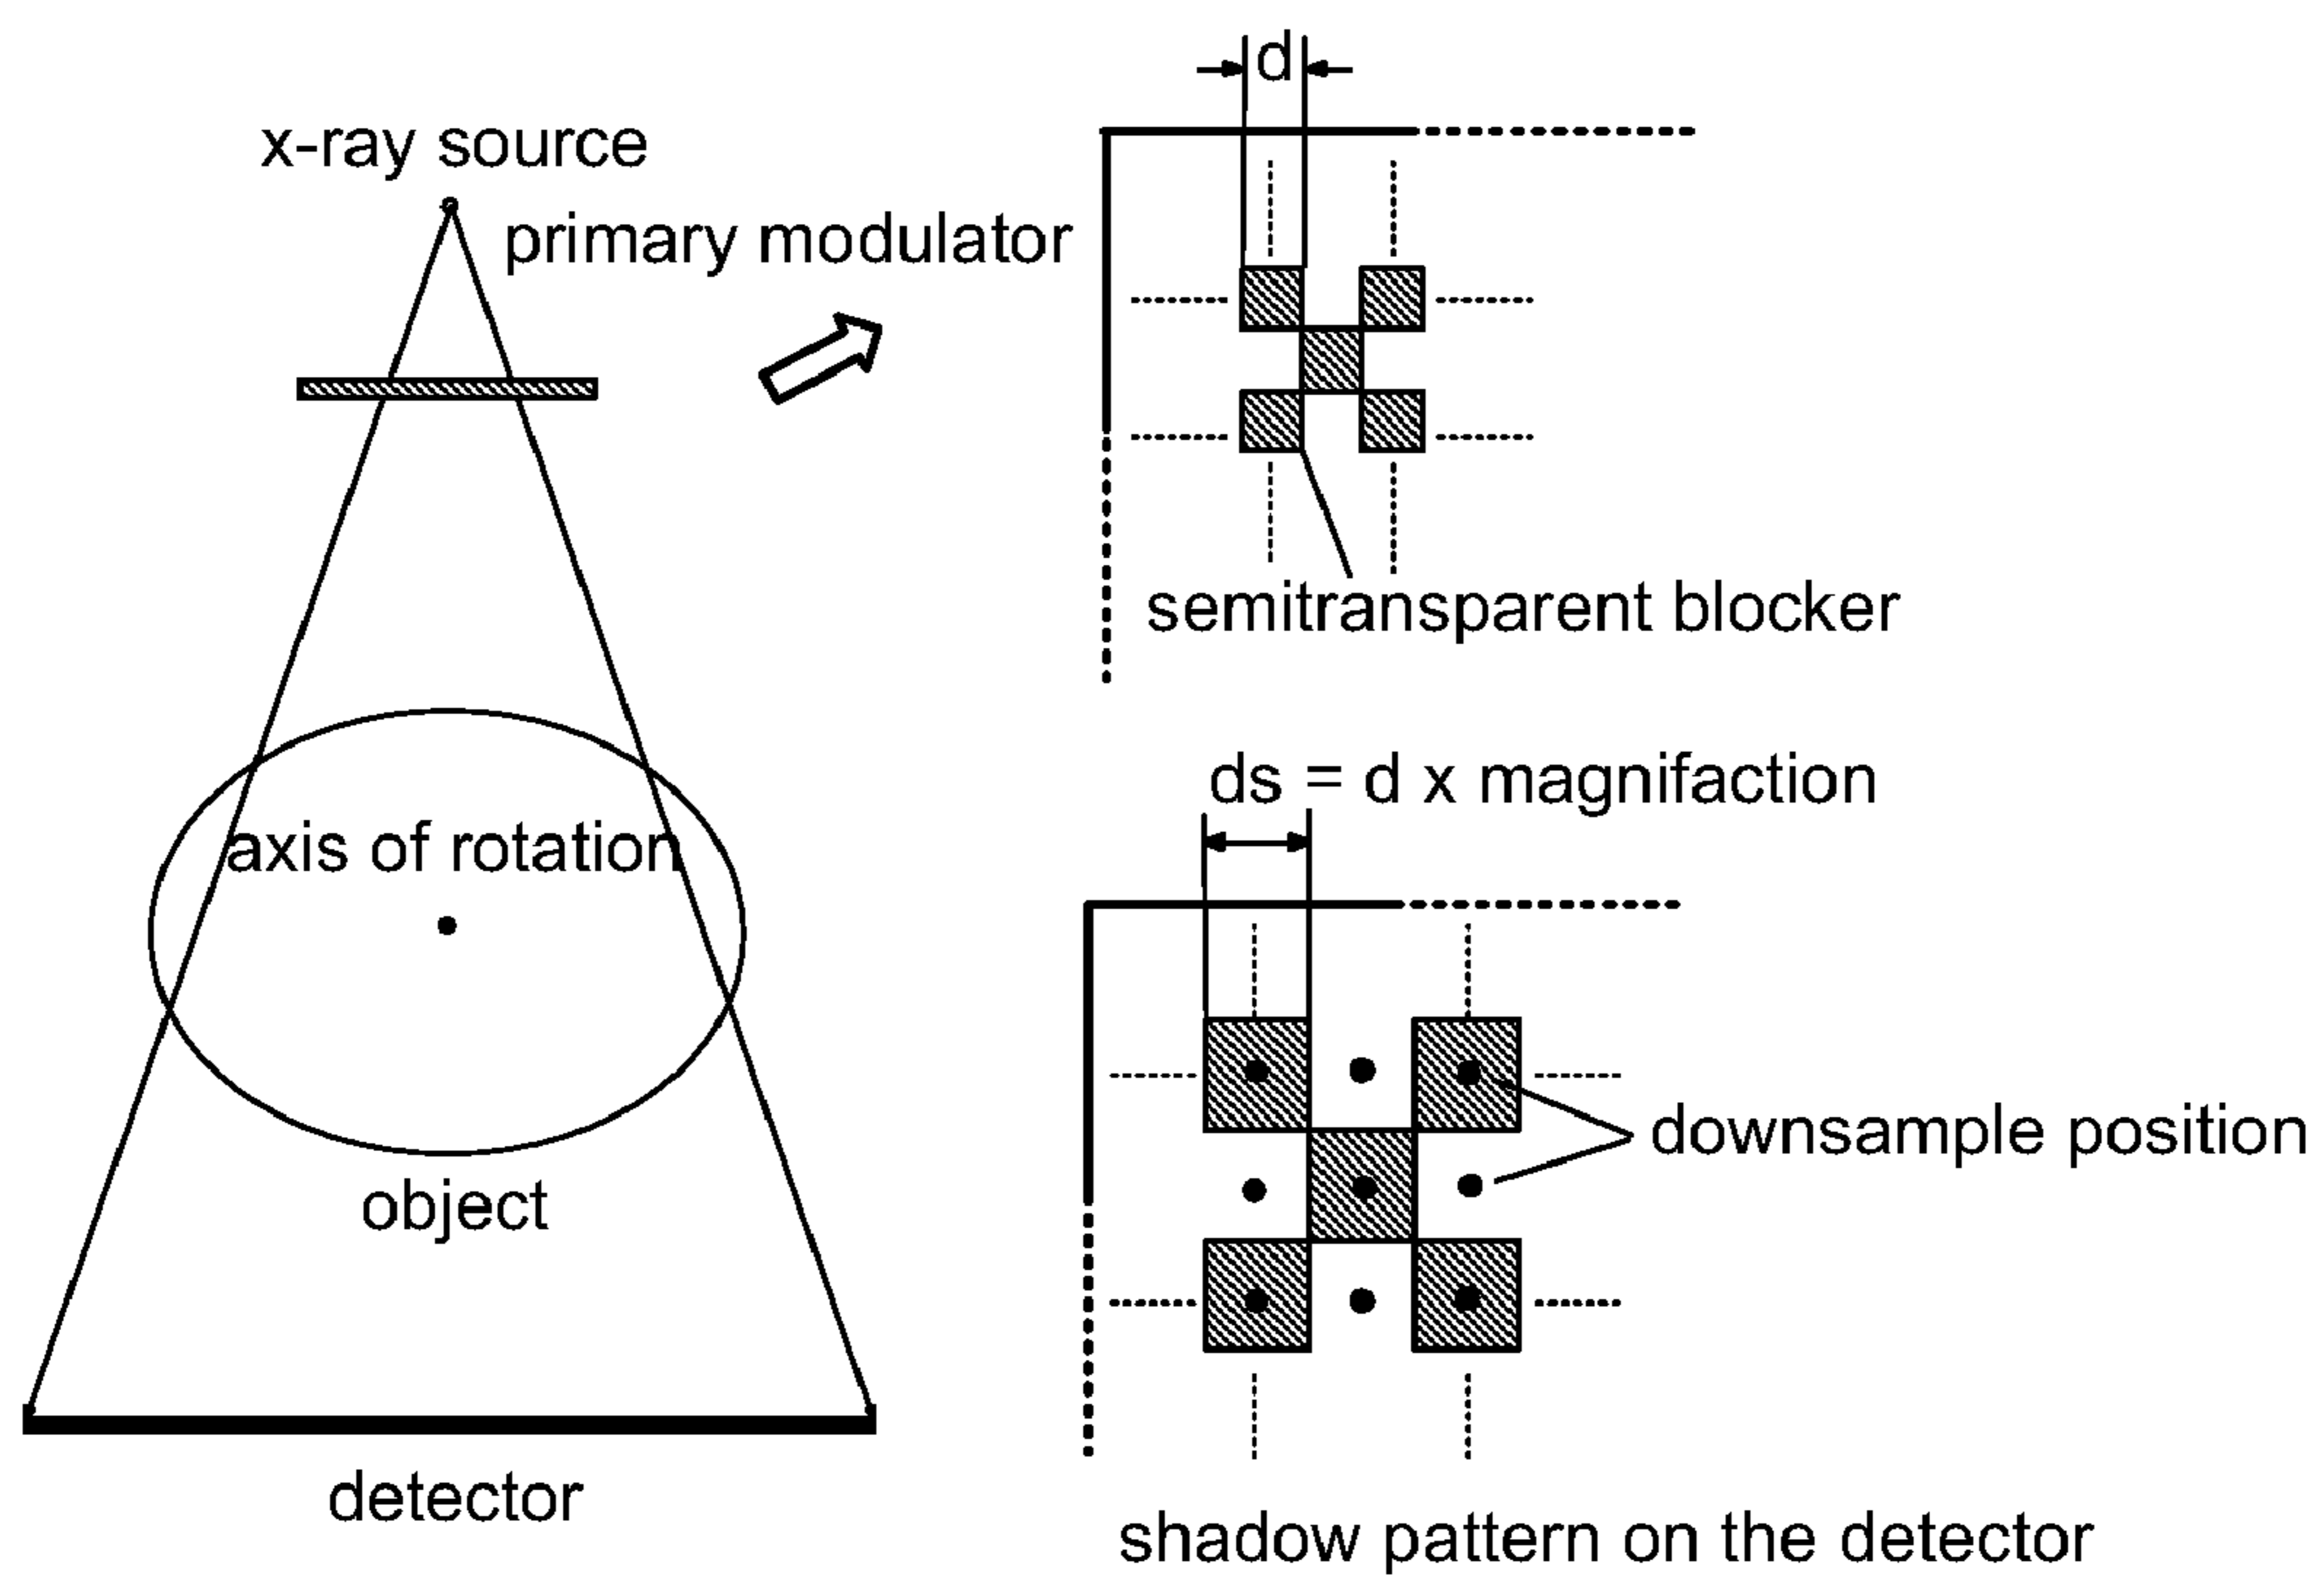 x-ray source
primary modulator
d
semitransparent blocker
axis of rotation
object
detector
ds = d x magnifaction
downsample position
shadow pattern on the detector